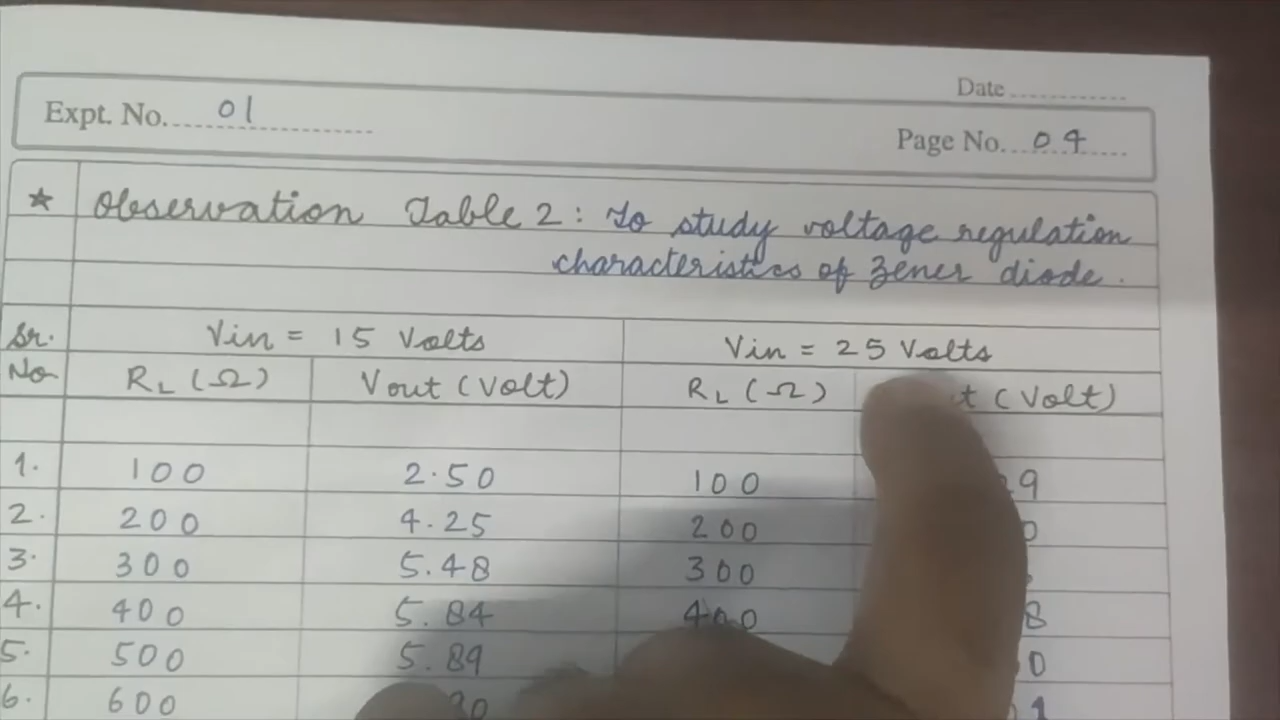 Date
Expt. No. 01
Page No. 04
★ Observation Table 2: To study voltage regulation
characteristics of Zener diode.
Sr. No Vin = 15 Volts Vin = 25 Volts
RL (Ω) Vout (Volt) RL (Ω) (Volt)
1. 100 2.50 100
2. 200 4.25 200
3. 300 5.48 300
4. 400 5.84 400
5. 500 5.89
6. 600